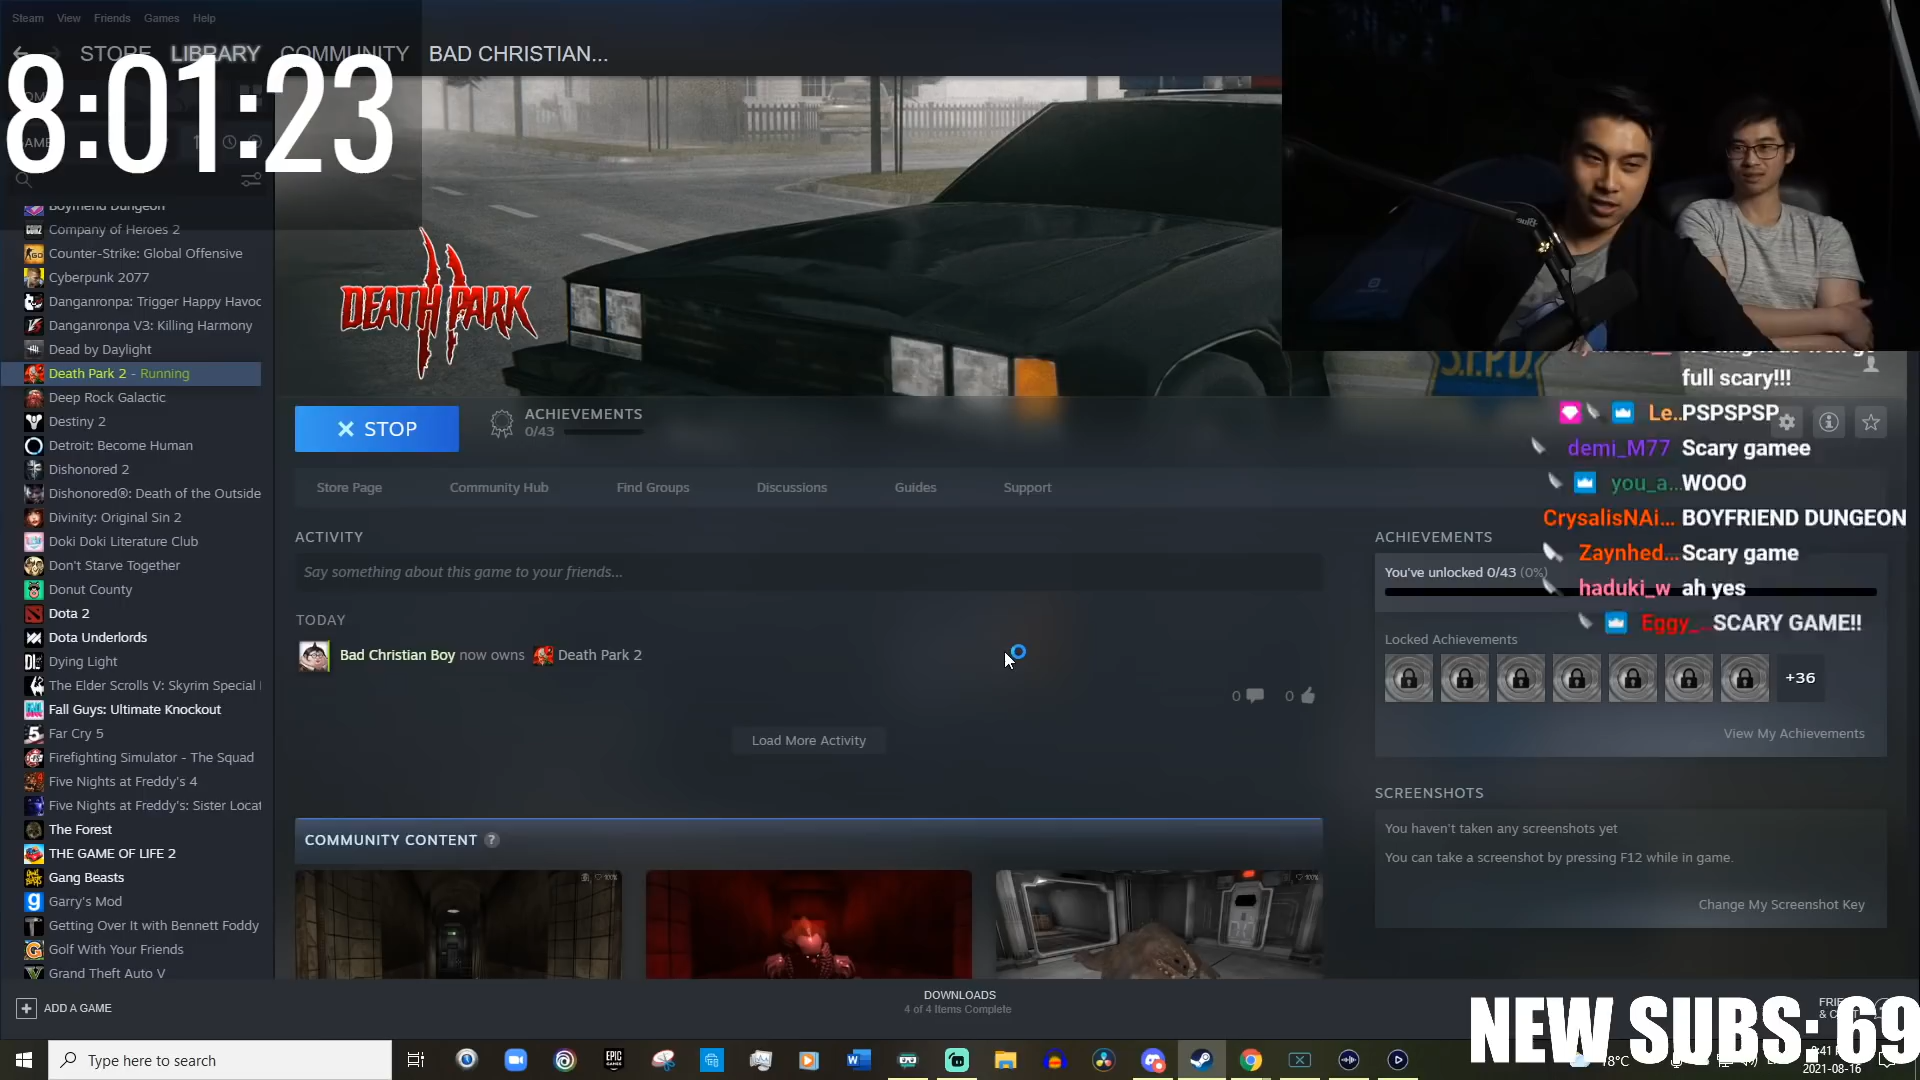 Steam View Friends Games Help
STORE LIBRARY COMMUNITY BAD CHRISTIAN...
8:01:23
Boyfriend Dungeon
Company of Heroes 2
Counter-Strike: Global Offensive
Cyberpunk 2077
Danganronpa: Trigger Happy Havoc
Danganronpa V3: Killing Harmony
Dead by Daylight
Death Park 2 - Running
Deep Rock Galactic
Destiny 2
Detroit: Become Human
Dishonored 2
Dishonored®: Death of the Outside
Divinity: Original Sin 2
Doki Doki Literature Club
Don't Starve Together
Donut County
Dota 2
Dota Underlords
Dying Light
The Elder Scrolls V: Skyrim Special
Fall Guys: Ultimate Knockout
Far Cry 5
Firefighting Simulator - The Squad
Five Nights at Freddy's 4
Five Nights at Freddy's: Sister Locat
The Forest
THE GAME OF LIFE 2
Gang Beasts
Garry's Mod
Getting Over It with Bennett Foddy
Golf With Your Friends
Grand Theft Auto V
ADD A GAME
DEATH PARK
S.F.P.D.
STOP
ACHIEVEMENTS
0/43
Store Page Community Hub Find Groups Discussions Guides Support
ACTIVITY
Say something about this game to your friends...
TODAY
Bad Christian Boy now owns Death Park 2
0 0
Load More Activity
COMMUNITY CONTENT ?
full scary!!!
Le.. PSPSPSP
demi_M77 Scary gamee
you_a... WOOO
CrysalisNAi... BOYFRIEND DUNGEON
Zaynhed... Scary game
haduki_w ah yes
Eggy_... SCARY GAME!!
ACHIEVEMENTS
You've unlocked 0/43 (0%)
Locked Achievements
+36
View My Achievements
SCREENSHOTS
You haven't taken any screenshots yet
You can take a screenshot by pressing F12 while in game.
Change My Screenshot Key
DOWNLOADS
4 of 4 Items Complete
NEW SUBS: 69
Type here to search
2021-08-16